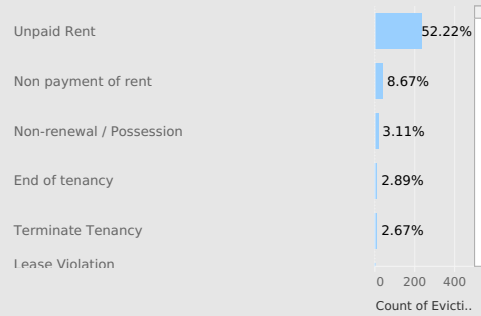 Unpaid Rent 52.22%
Non payment of rent 8.67%
Non-renewal / Possession 3.11%
End of tenancy 2.89%
Terminate Tenancy 2.67%
Lease Violation
0 200 400
Count of Evicti..